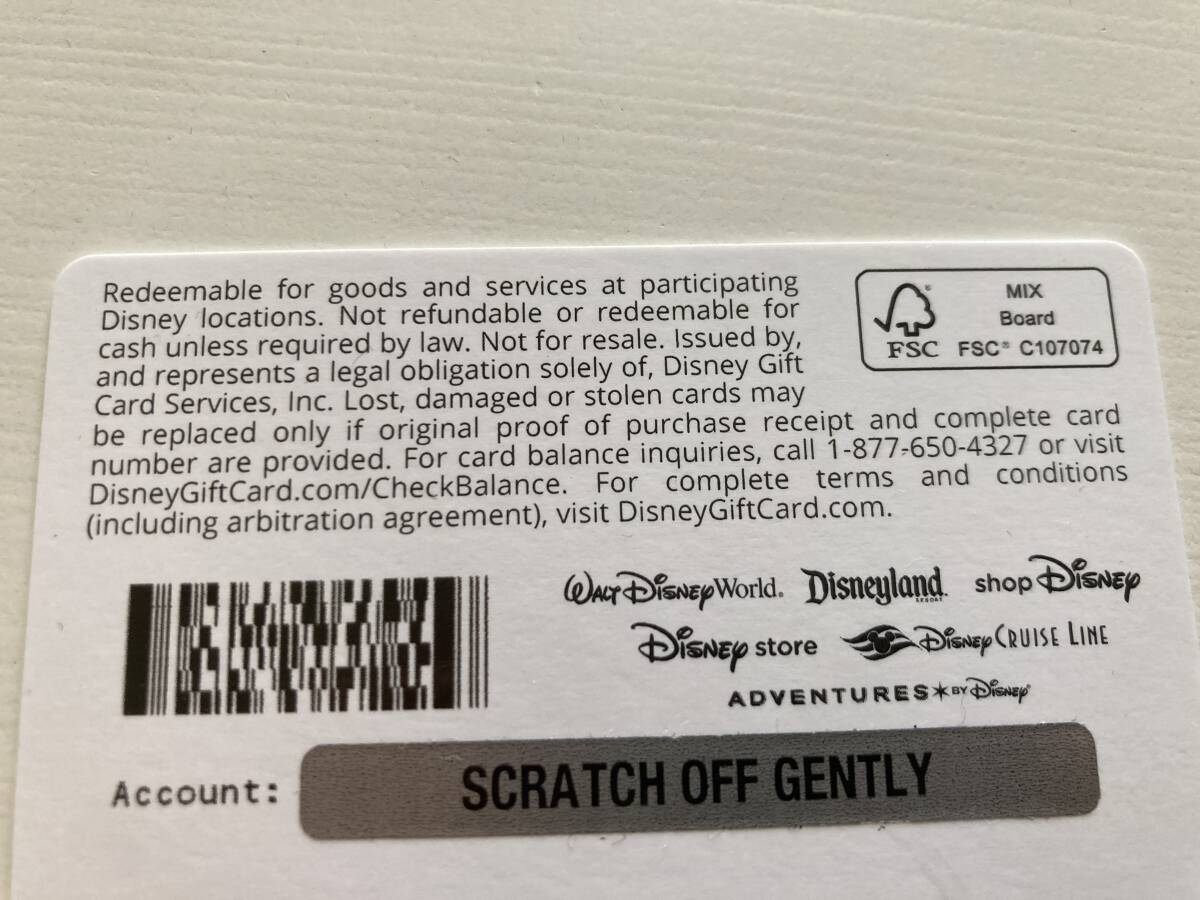 Redeemable for goods and services at participating
Disney locations. Not refundable or redeemable for
cash unless required by law. Not for resale. Issued by,
and represents a legal obligation solely of, Disney Gift
Card Services, Inc. Lost, damaged or stolen cards may
be replaced only if original proof of purchase receipt and complete card
number are provided. For card balance inquiries, call 1-877-650-4327 or visit
DisneyGiftCard.com/CheckBalance. For complete terms and conditions
(including arbitration agreement), visit DisneyGiftCard.com.
MIX
Board
FSC® C107074
FSC
WALT DISNEY World. Disneyland RESORT shop DISNEY
DISNEY store DISNEY CRUISE LINE
ADVENTURES BY DISNEY
Account: SCRATCH OFF GENTLY